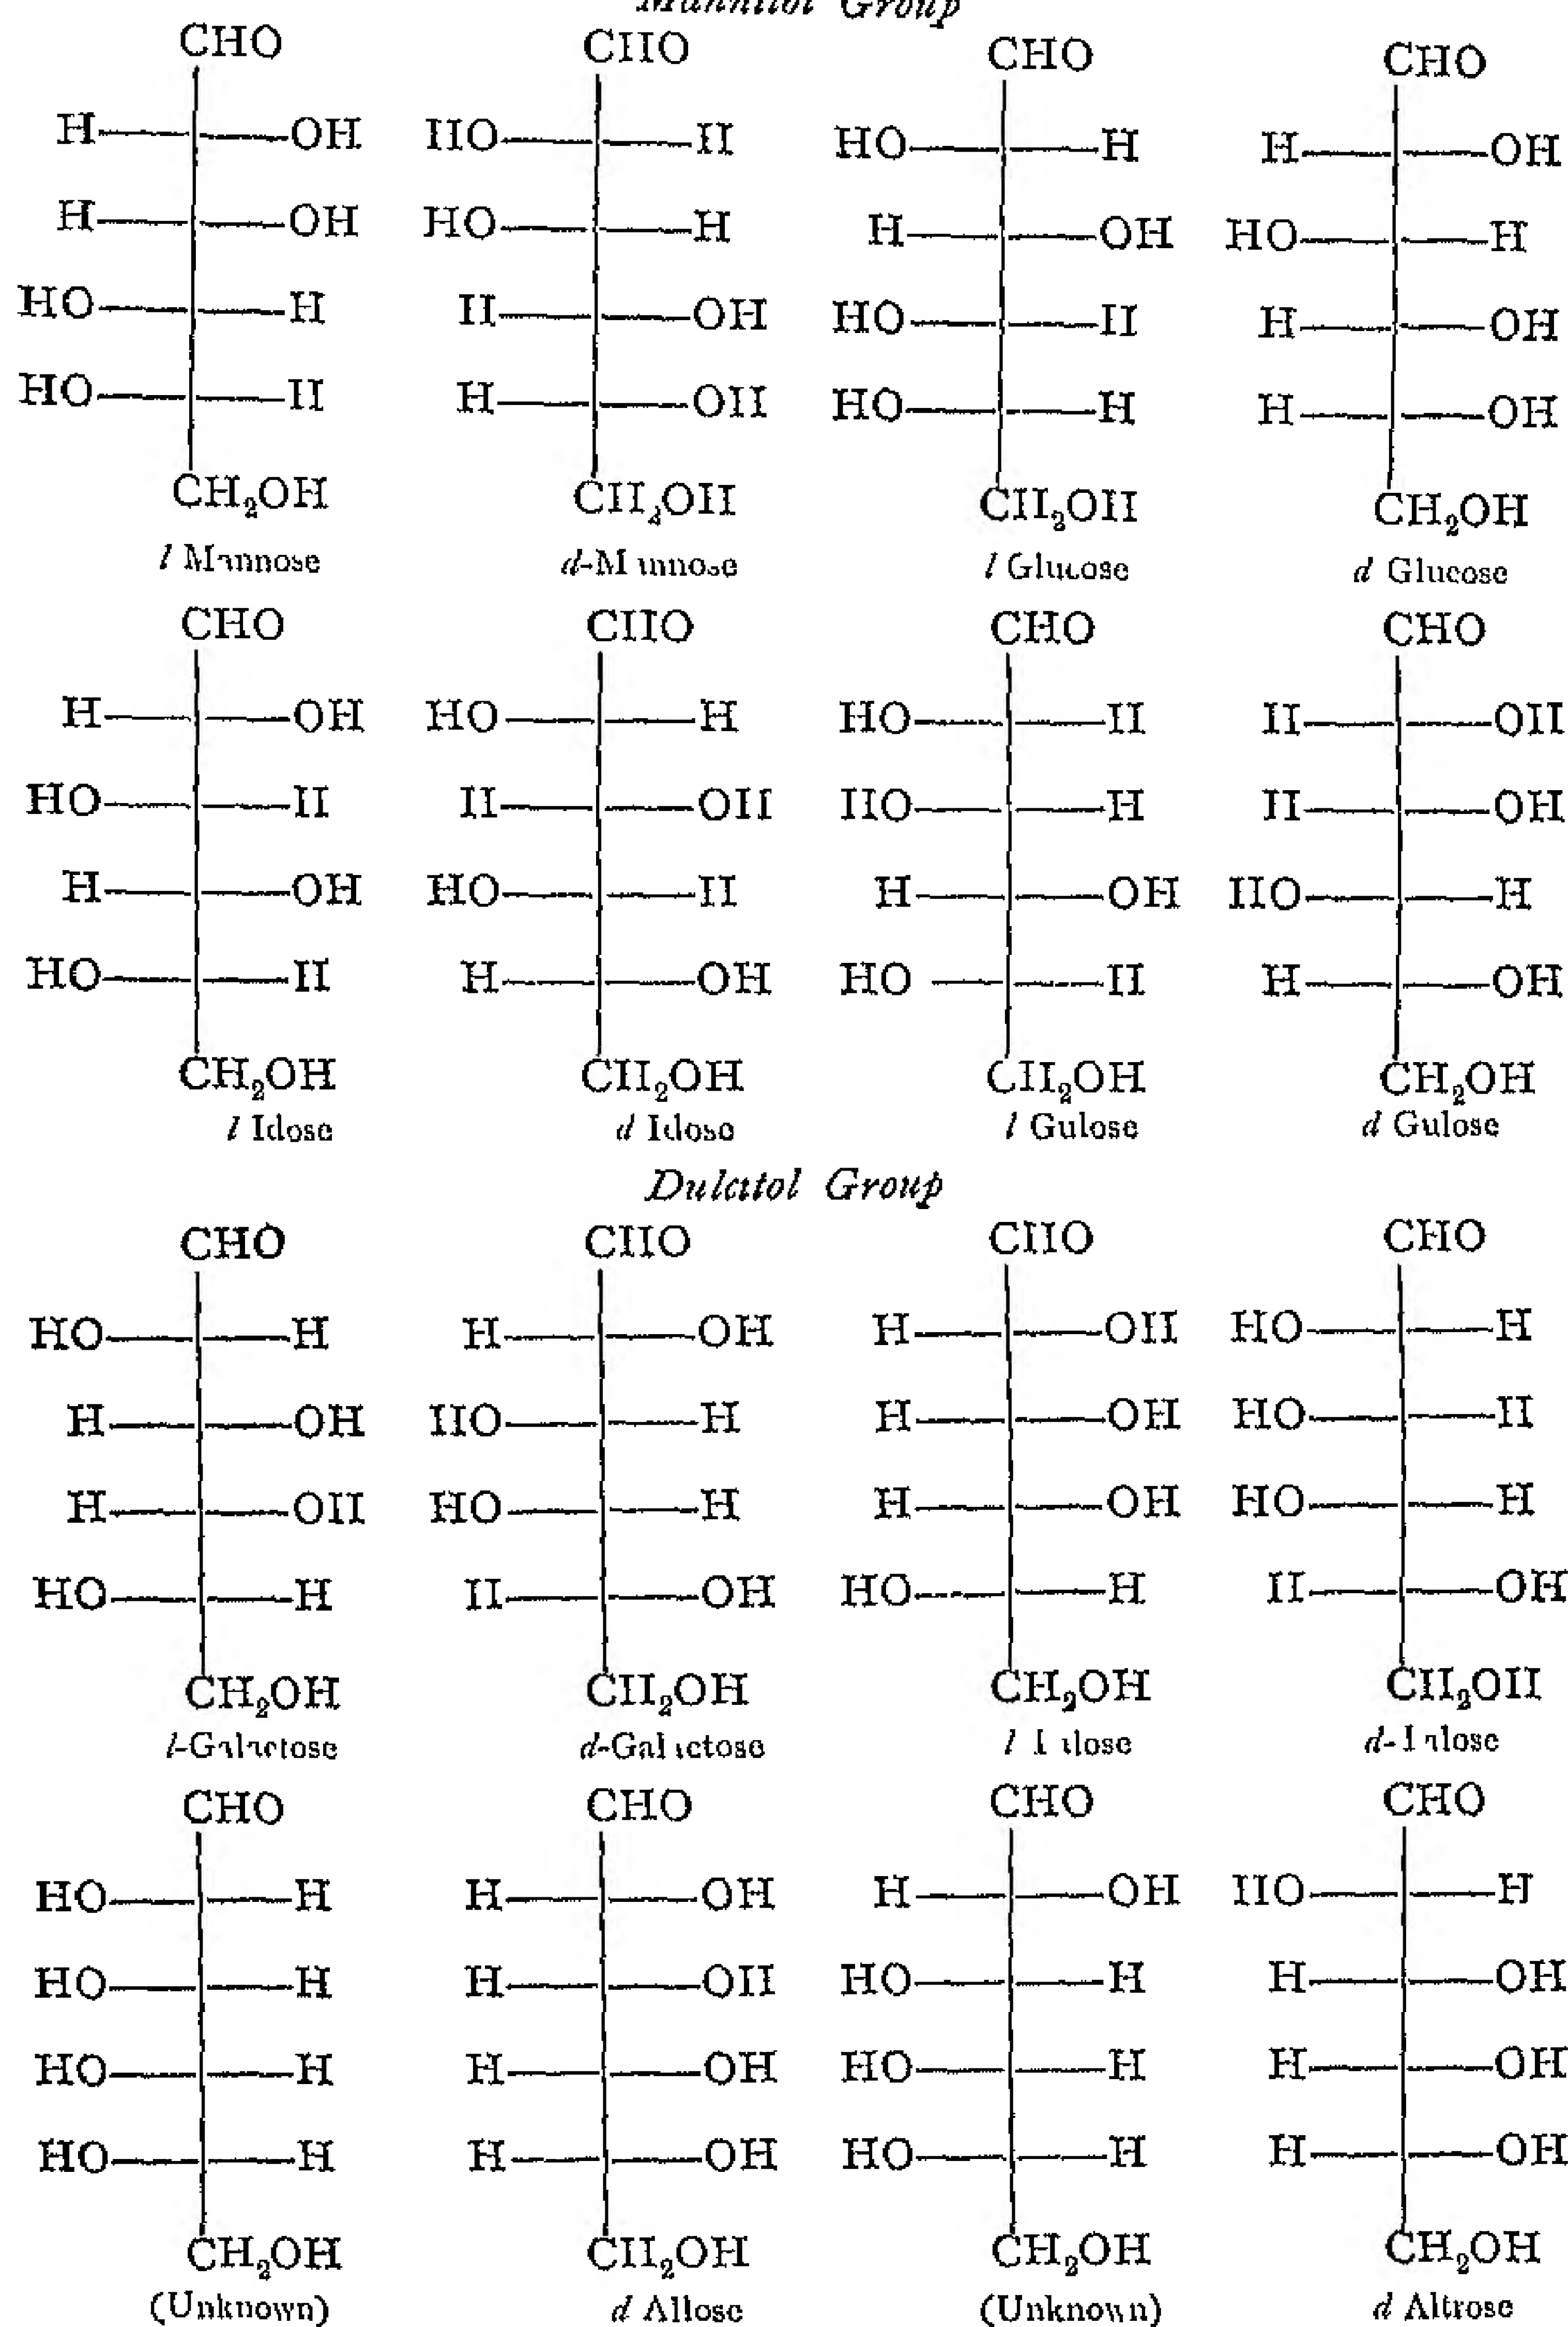 Mannitol Group
CHO CHO CHO CHO
H OH HO H HO H H OH
H OH HO H H OH HO H
HO H H OH HO H H OH
HO H H OH HO H H OH
CH₂OH CH₂OH CH₂OH CH₂OH
l Mannose d-Mannose l Glucose d Glucose
CHO CHO CHO CHO
H OH HO H HO H H OH
HO H H OH HO H H OH
H OH HO H H OH HO H
HO H H OH HO H H OH
CH₂OH CH₂OH CH₂OH CH₂OH
l Idose d Idose l Gulose d Gulose
Dulcitol Group
CHO CHO CHO CHO
HO H H OH H OH HO H
H OH HO H H OH HO H
H OH HO H H OH HO H
HO H H OH HO H H OH
CH₂OH CH₂OH CH₂OH CH₂OH
l-Galactose d-Galactose l Talose d-Talose
CHO CHO CHO CHO
HO H H OH H OH HO H
HO H H OH HO H H OH
HO H H OH HO H H OH
HO H H OH HO H H OH
CH₂OH CH₂OH CH₂OH CH₂OH
(Unknown) d Allose (Unknown) d Altrose